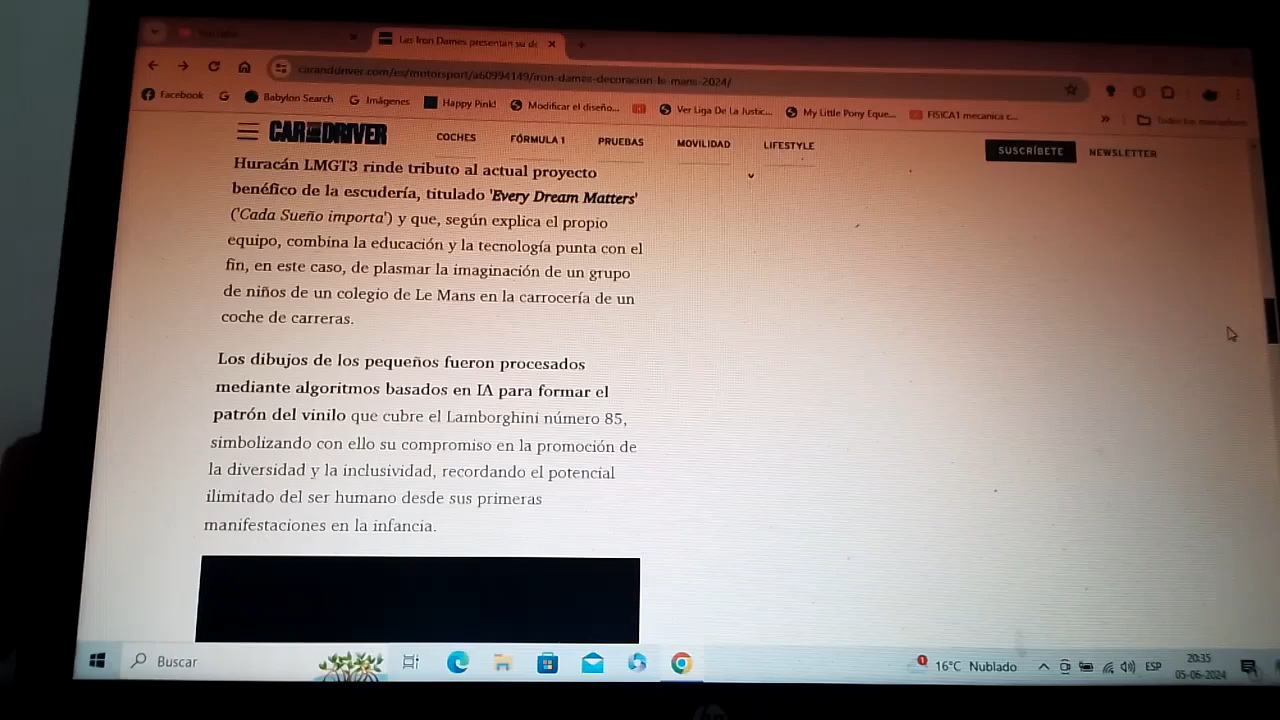 Las Iron Dames presentan su de
caranddriver.com/es/motorsport/a60994149/iron-dames-decoracion-le-mans-2024/
Facebook
Babylon Search
Imágenes
Happy Pink!
Modificar el diseño...
Ver Liga De La Justic...
My Little Pony Eque...
FISICA1 mecanica c...
Todos los marcadores
CAR AND DRIVER
COCHES
FÓRMULA 1
PRUEBAS
MOVILIDAD
LIFESTYLE
SUSCRÍBETE
NEWSLETTER
Huracán LMGT3 rinde tributo al actual proyecto
benéfico de la escudería, titulado 'Every Dream Matters'
('Cada Sueño importa') y que, según explica el propio
equipo, combina la educación y la tecnología punta con el
fin, en este caso, de plasmar la imaginación de un grupo
de niños de un colegio de Le Mans en la carrocería de un
coche de carreras.
Los dibujos de los pequeños fueron procesados
mediante algoritmos basados en IA para formar el
patrón del vinilo que cubre el Lamborghini número 85,
simbolizando con ello su compromiso en la promoción de
la diversidad y la inclusividad, recordando el potencial
ilimitado del ser humano desde sus primeras
manifestaciones en la infancia.
Buscar
1
16°C Nublado
ESP
20:35
05-06-2024
hp